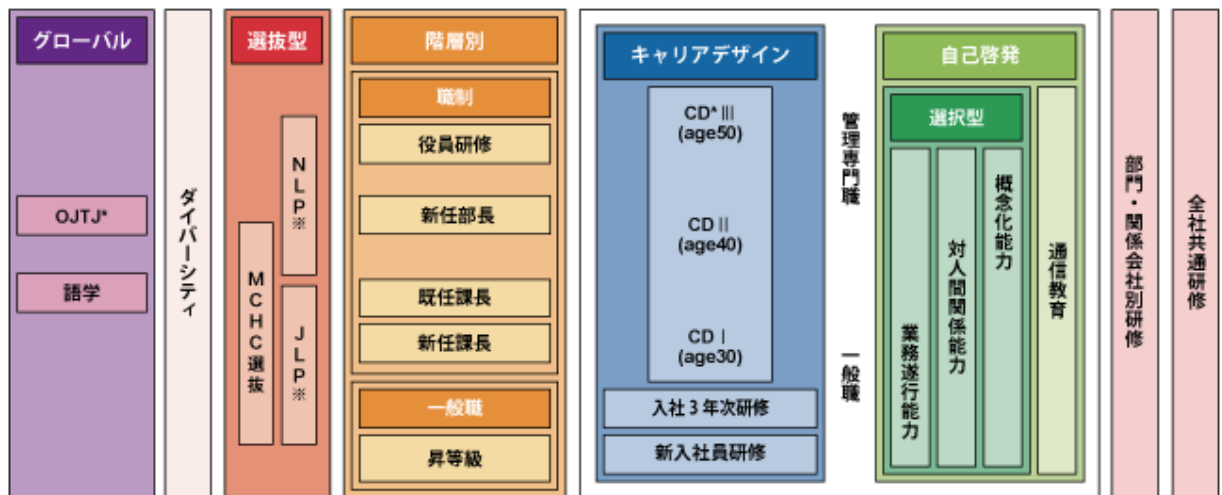 グローバル
OJTJ*
語学
ダイバーシティ
選抜型
NLP※
MCHC選抜
JLP※
階層別
職制
役員研修
新任部長
既任課長
新任課長
一般職
昇等級
キャリアデザイン
CD* III
(age50)
CD II
(age40)
CD I
(age30)
入社3年次研修
新入社員研修
管理専門職
一般職
自己啓発
選択型
業務遂行能力
対人間関係能力
概念化能力
通信教育
部門・関係会社別研修
全社共通研修